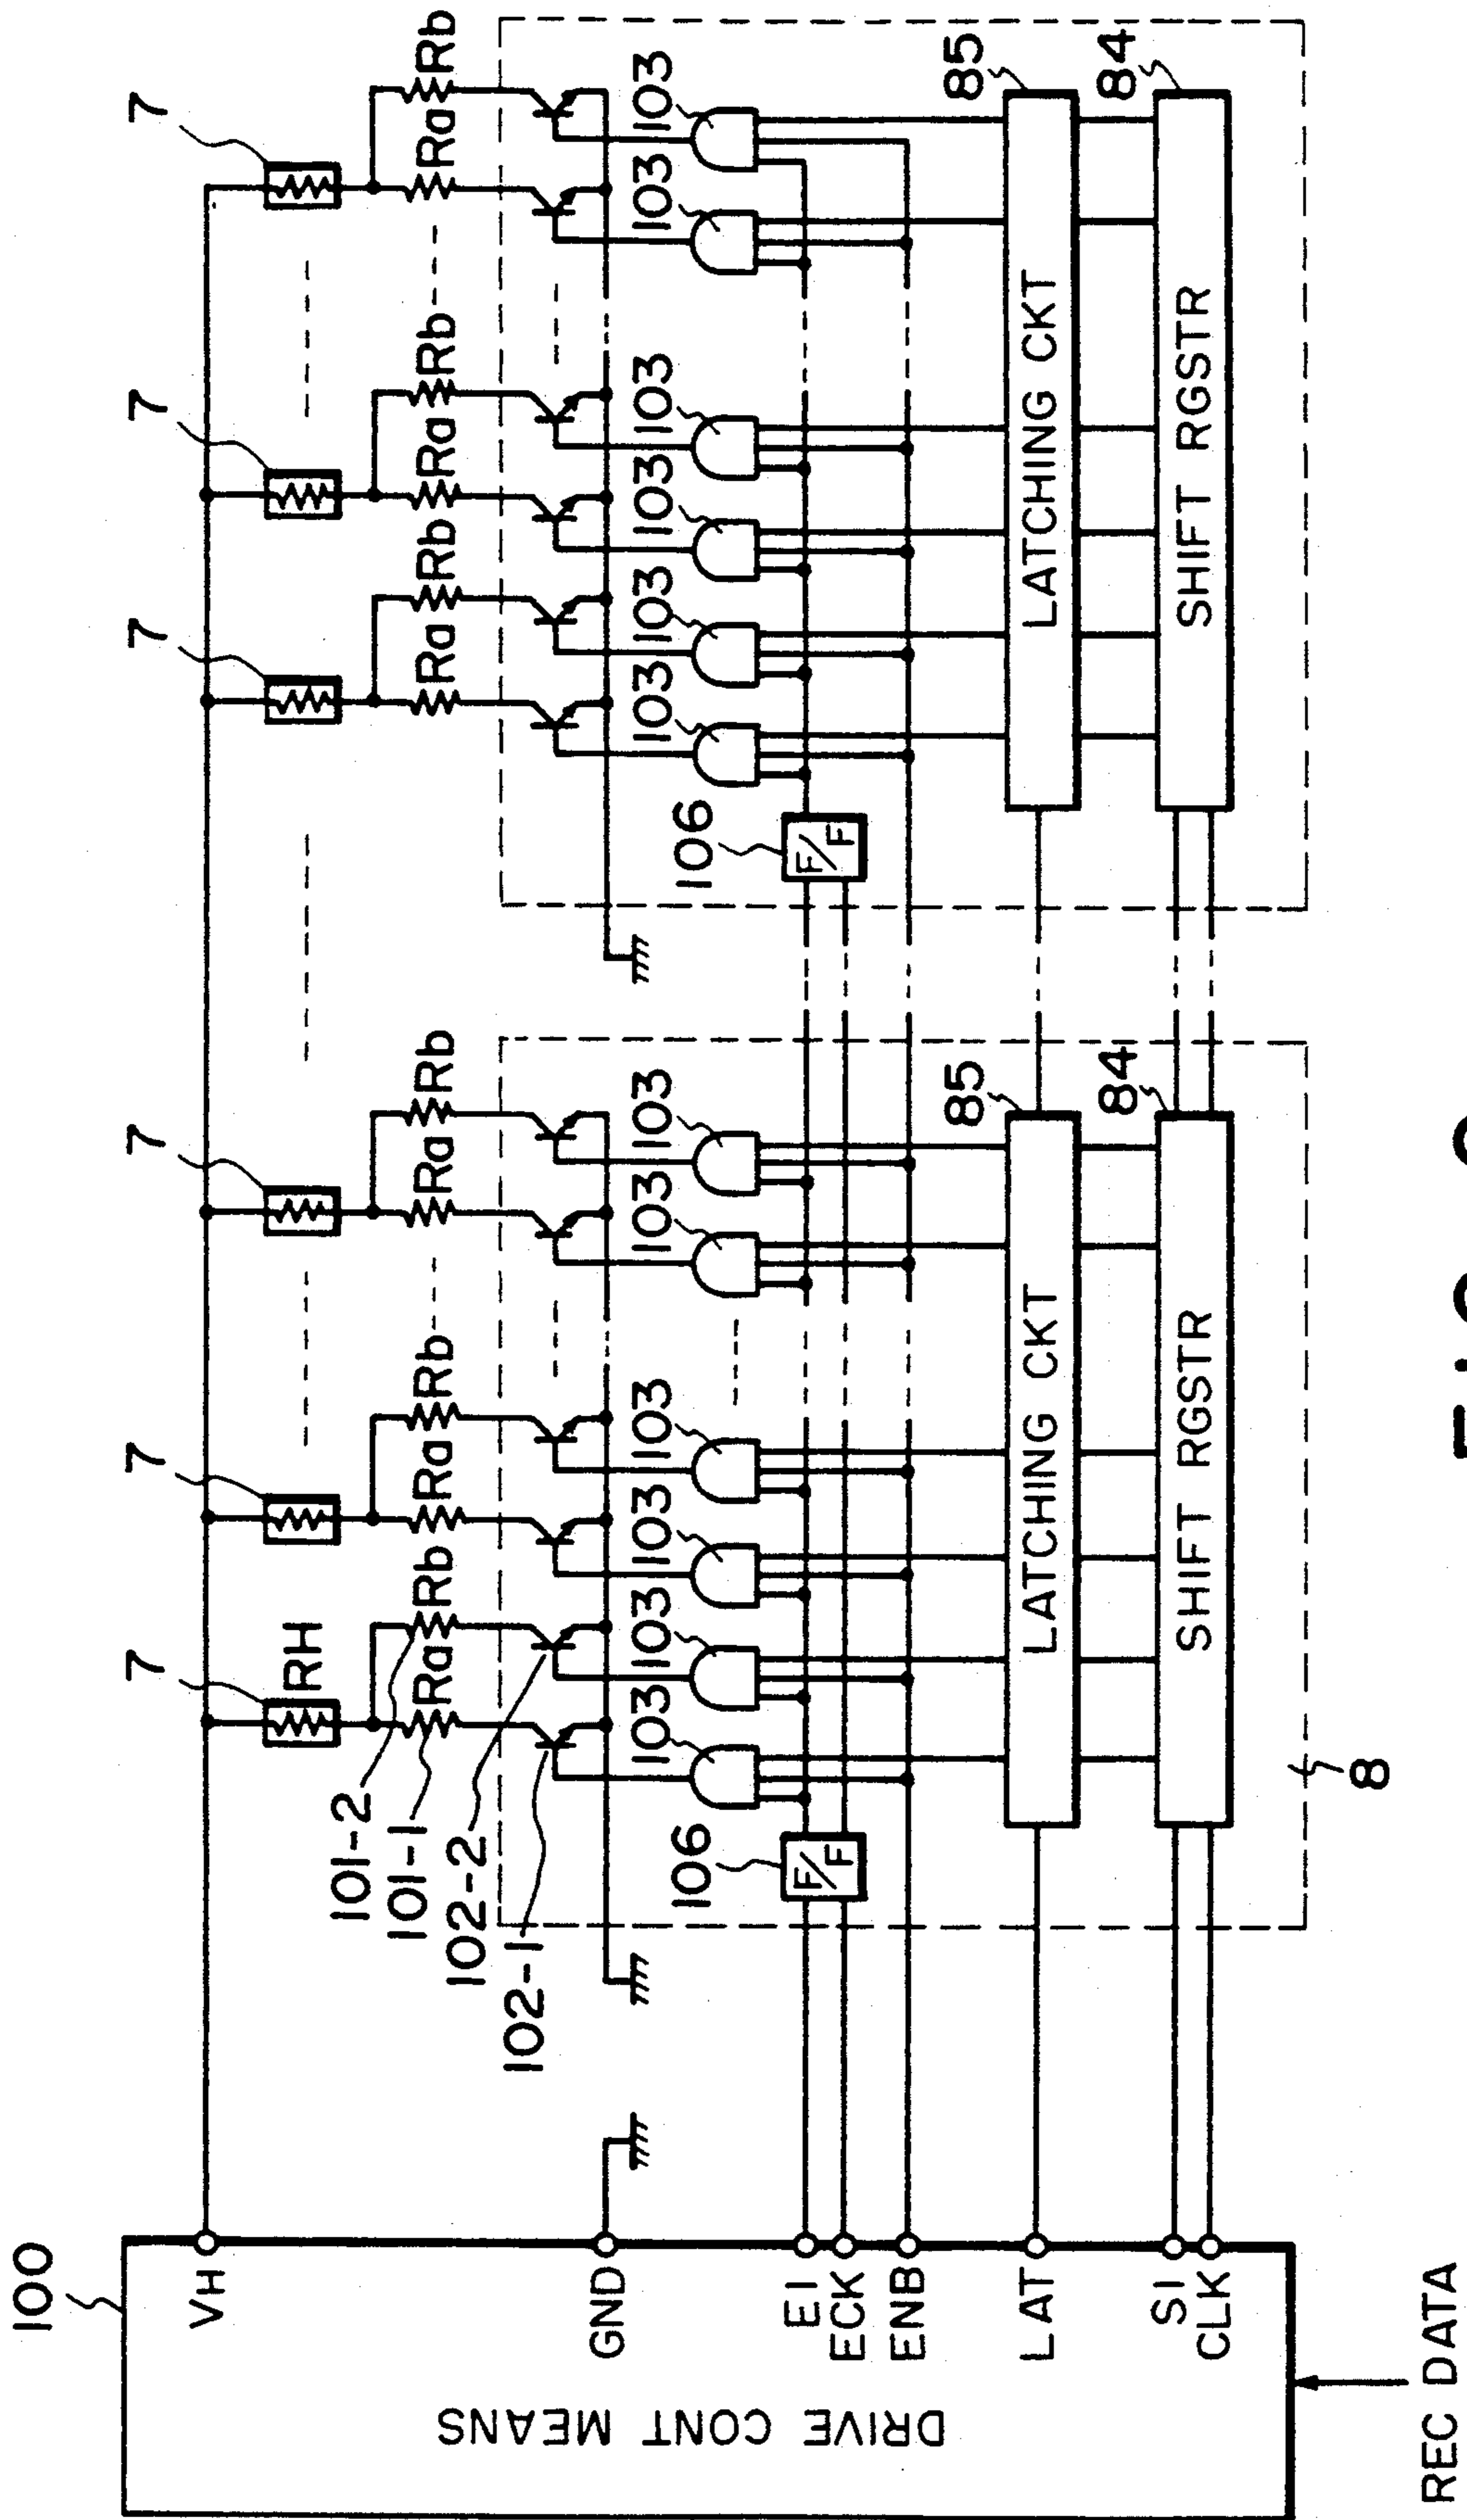 100
VH
GND
EI
ECK
ENB
LAT
SI
CLK
DRIVE CONT MEANS
REC DATA
7
7
7
7
7
7
RH
Ra
Rb
Ra
Rb
Ra
Rb
Ra
Rb
Ra
Rb
Ra
Rb
101-2
101-1
102-2
102-1
103
103
103
103
103
103
103
103
103
103
103
103
106
F/F
106
F/F
85
LATCHING CKT
85
LATCHING CKT
84
SHIFT RGSTR
84
SHIFT RGSTR
8